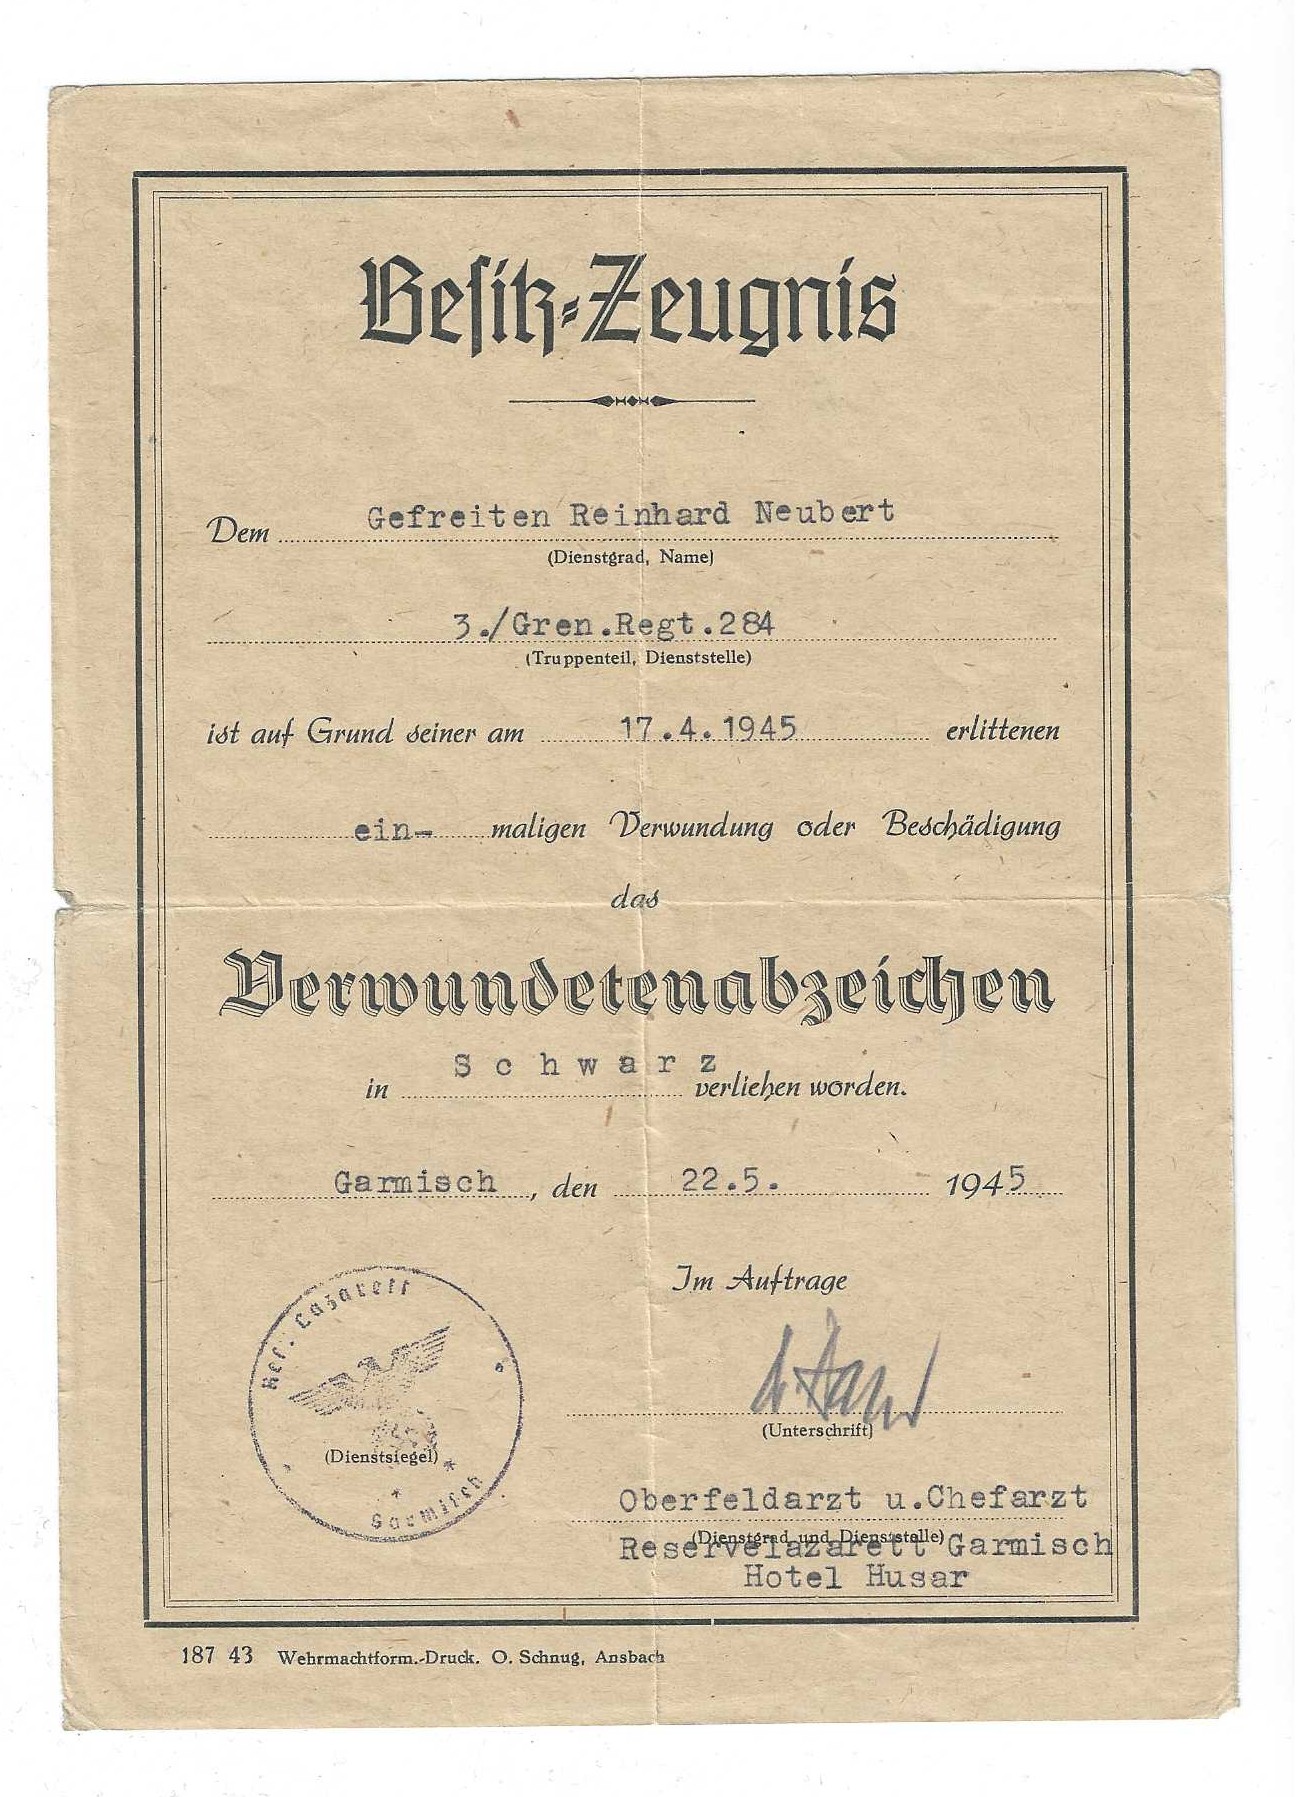 Besitz-Zeugnis
Dem Gefreiten Reinhard Neubert
(Dienstgrad, Name)
3./Gren.Regt.284
(Truppenteil, Dienststelle)
ist auf Grund seiner am 17.4.1945 erlittenen
ein- maligen Verwundung oder Beschädigung
das
Verwundetenabzeichen
in Schwarz verliehen worden.
Garmisch, den 22.5. 1945
Im Auftrage
Res. Lazarett
Garmisch
(Dienstsiegel)
(Unterschrift)
Oberfeldarzt u.Chefarzt
(Dienstgrad und Dienststelle)
Reservelazarett Garmisch
Hotel Husar
187 43 Wehrmachtform.-Druck. O. Schnug, Ansbach